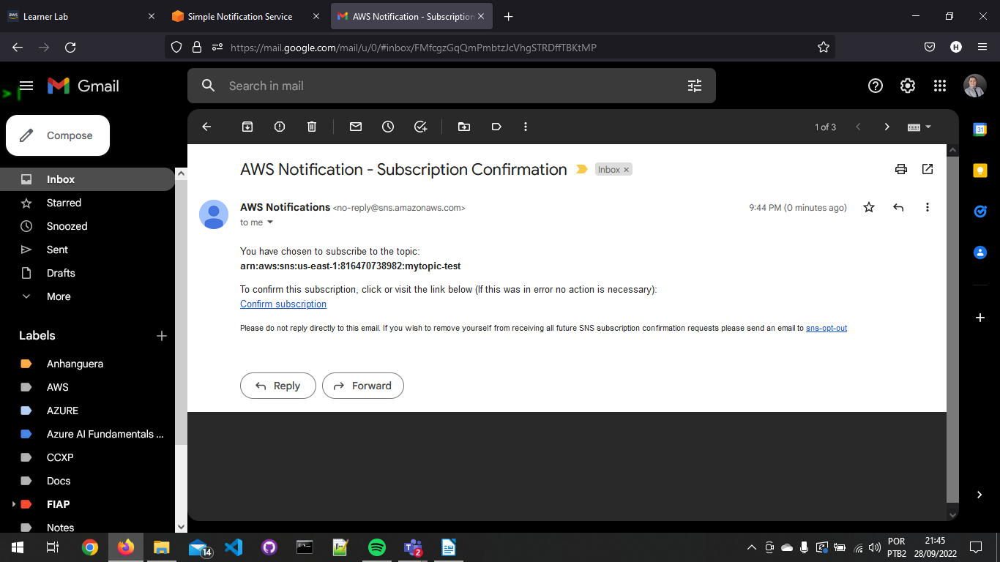 Learner Lab
Simple Notification Service
AWS Notification - Subscription
https://mail.google.com/mail/u/0/#inbox/FMfcgzGqQmPmbtzJcVhgSTRDffTBKtMP
H
Gmail
Search in mail
Compose
1 of 3
Inbox
Starred
Snoozed
Sent
Drafts
More
Labels
Anhanguera
AWS
AZURE
Azure AI Fundamentals ...
CCXP
Docs
FIAP
Notes
AWS Notification - Subscription Confirmation
Inbox ×
AWS Notifications <no-reply@sns.amazonaws.com>
9:44 PM (0 minutes ago)
to me
You have chosen to subscribe to the topic:
arn:aws:sns:us-east-1:816470738982:mytopic-test
To confirm this subscription, click or visit the link below (If this was in error no action is necessary):
Confirm subscription
Please do not reply directly to this email. If you wish to remove yourself from receiving all future SNS subscription confirmation requests please send an email to sns-opt-out
Reply
Forward
31
14
2
POR
PTB2
21:45
28/09/2022